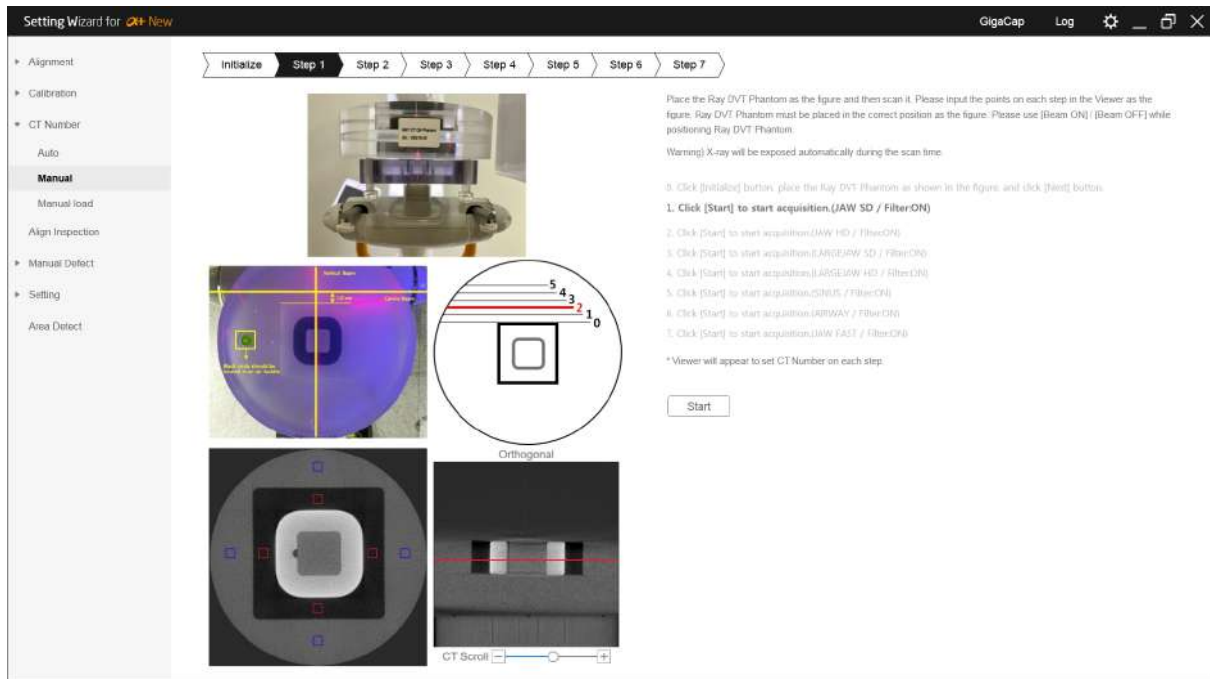 Setting Wizard for α+ New
GigaCap
Log
Alignment
Calibration
CT Number
Auto
Manual
Manual load
Align Inspection
Manual Defect
Setting
Area Detect
Initialize
Step 1
Step 2
Step 3
Step 4
Step 5
Step 6
Step 7
Place the Ray DVT Phantom as the figure and then scan it. Please input the points on each step in the Viewer as the
figure. Ray DVT Phantom must be placed in the correct position as the figure. Please use [Beam ON] / [Beam OFF] while
positioning Ray DVT Phantom.
Warning) X-ray will be exposed automatically during the scan time.
0. Click [Initialize] button, place the Ray DVT Phantom as shown in the figure, and click [Next] button.
1. Click [Start] to start acquisition.(JAW SD / Filter:ON)
2. Click [Start] to start acquisition.(JAW HD / Filter:ON)
3. Click [Start] to start acquisition.(LARGEJAW SD / Filter:ON)
4. Click [Start] to start acquisition.(LARGEJAW HD / Filter:ON)
5. Click [Start] to start acquisition.(SINUS / Filter:ON)
6. Click [Start] to start acquisition.(AIRWAY / Filter:ON)
7. Click [Start] to start acquisition.(JAW FAST / Filter:ON)
* Viewer will appear to set CT Number on each step.
Start
Vertical Beam
5
4
3
2
1
0
Orthogonal
CT Scroll